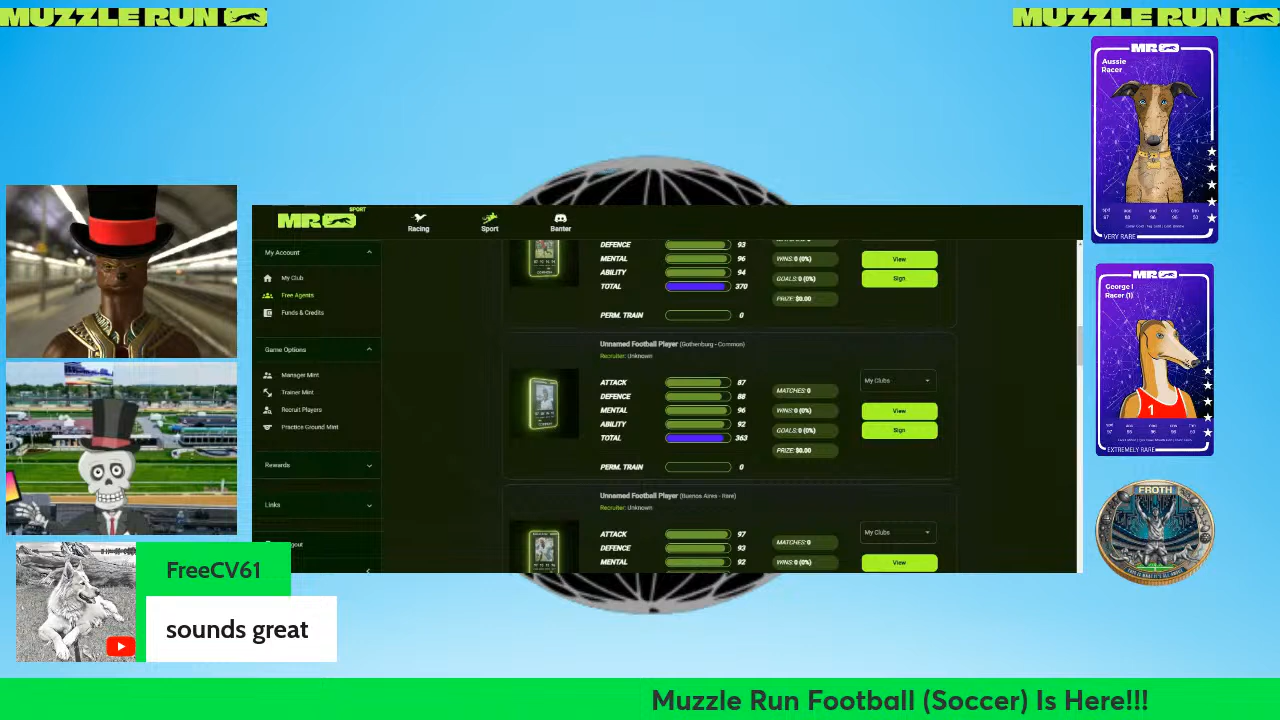 MUZZLE RUN
MUZZLE RUN
MR
Aussie
Racer
VERY RARE
MR
George I
Racer (1)
1
EXTREMELY RARE
FROTH
MR SPORT
Racing
Sport
Banter
My Account
My Club
Free Agents
Funds & Credits
Game Options
Manager Mint
Trainer Mint
Recruit Players
Practice Ground Mint
Rewards
Links
DEFENCE 93
MENTAL 96
ABILITY 94
TOTAL 370
PERM. TRAIN 0
WINS: 0 (0%)
GOALS: 0 (0%)
PRIZE: $0.00
View
Sign
Unnamed Football Player (Gothenburg - Common)
Recruiter: Unknown
ATTACK 87
DEFENCE 88
MENTAL 96
ABILITY 92
TOTAL 363
PERM. TRAIN 0
MATCHES: 0
WINS: 0 (0%)
GOALS: 0 (0%)
PRIZE: $0.00
My Clubs
View
Sign
Unnamed Football Player (Buenos Aires - Rare)
Recruiter: Unknown
ATTACK 97
DEFENCE 93
MENTAL 92
MATCHES: 0
WINS: 0 (0%)
My Clubs
View
FreeCV61
sounds great
Muzzle Run Football (Soccer) Is Here!!!